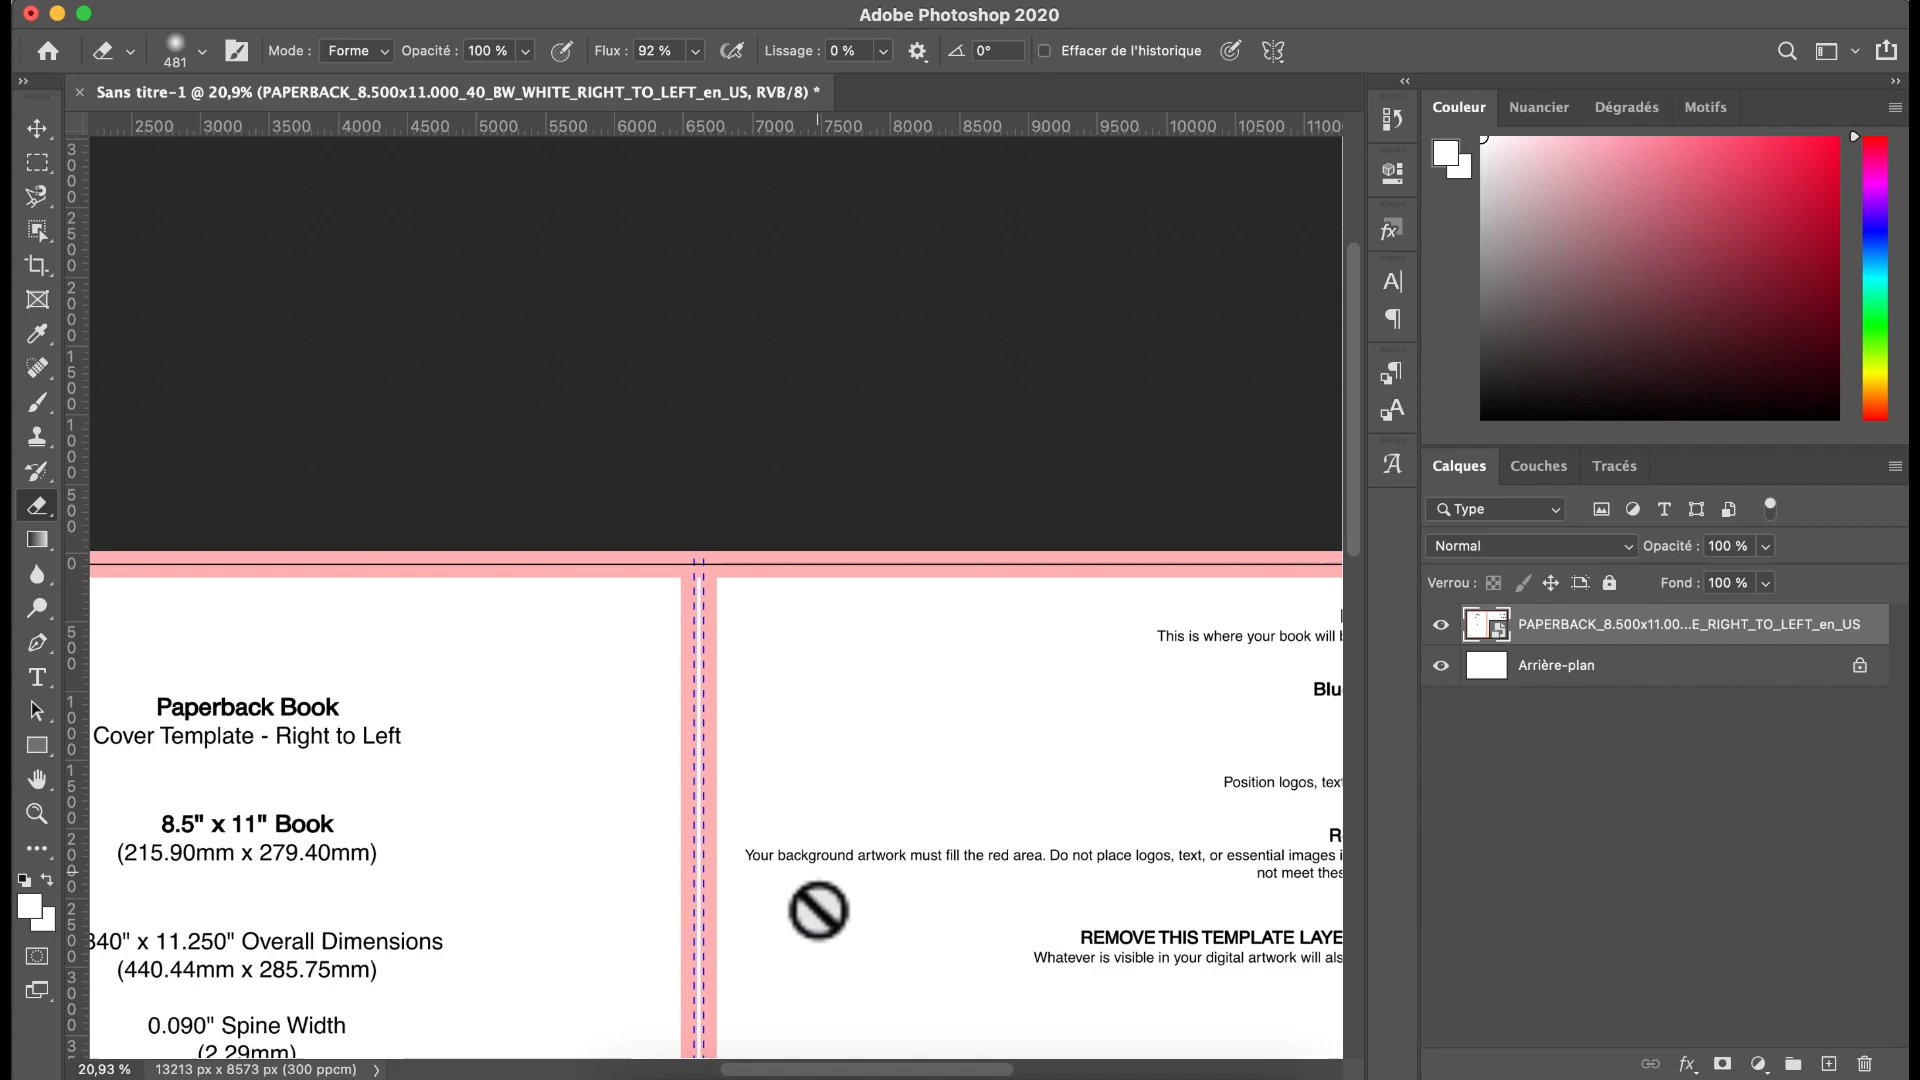 Adobe Photoshop 2020
481
Mode : Forme Opacité : 100 % Flux : 92 % Lissage : 0 % 0° Effacer de l'historique
Sans titre-1 @ 20,9% (PAPERBACK_8.500x11.000_40_BW_WHITE_RIGHT_TO_LEFT_en_US, RVB/8) *
2500 3000 3500 4000 4500 5000 5500 6000 6500 7000 7500 8000 8500 9000 9500 10000 10500 1100
Couleur Nuancier Dégradés Motifs
Paperback Book
Cover Template - Right to Left
8.5" x 11" Book
(215.90mm x 279.40mm)
340" x 11.250" Overall Dimensions
(440.44mm x 285.75mm)
0.090" Spine Width
(2.29mm)
This is where your book will
Blu
Position logos, tex
Your background artwork must fill the red area. Do not place logos, text, or essential images
not meet thes
REMOVE THIS TEMPLATE LAYE
Whatever is visible in your digital artwork will als
Calques Couches Tracés
Type
Normal Opacité : 100 %
Verrou : Fond : 100 %
PAPERBACK_8.500x11.00...E_RIGHT_TO_LEFT_en_US
Arrière-plan
20,93 % 13213 px x 8573 px (300 ppcm)